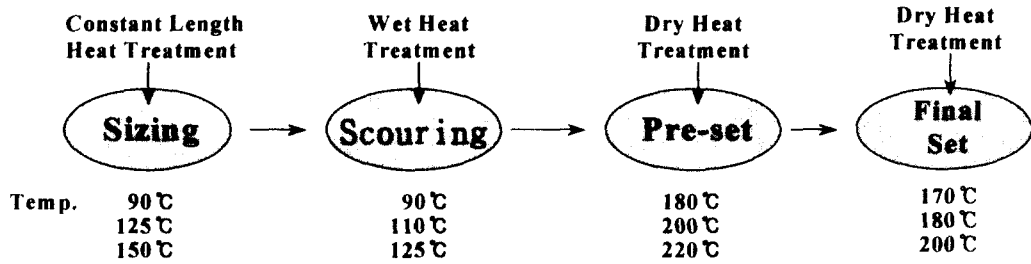 Constant Length
Heat Treatment
Wet Heat
Treatment
Dry Heat
Treatment
Dry Heat
Treatment
Sizing
Scouring
Pre-set
Final
Set
Temp. 90℃ 90℃ 180℃ 170℃
125℃ 110℃ 200℃ 180℃
150℃ 125℃ 220℃ 200℃